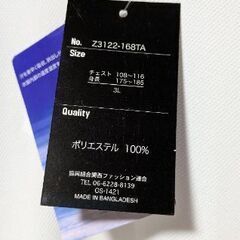 No. Z3122-168TA
Size
チェスト 108～116
身長 175～185
3L
Quality
ポリエステル 100%
協同組合関西ファッション連合
TEL 06-6228-8139
OS-1421
MADE IN BANGLADESH